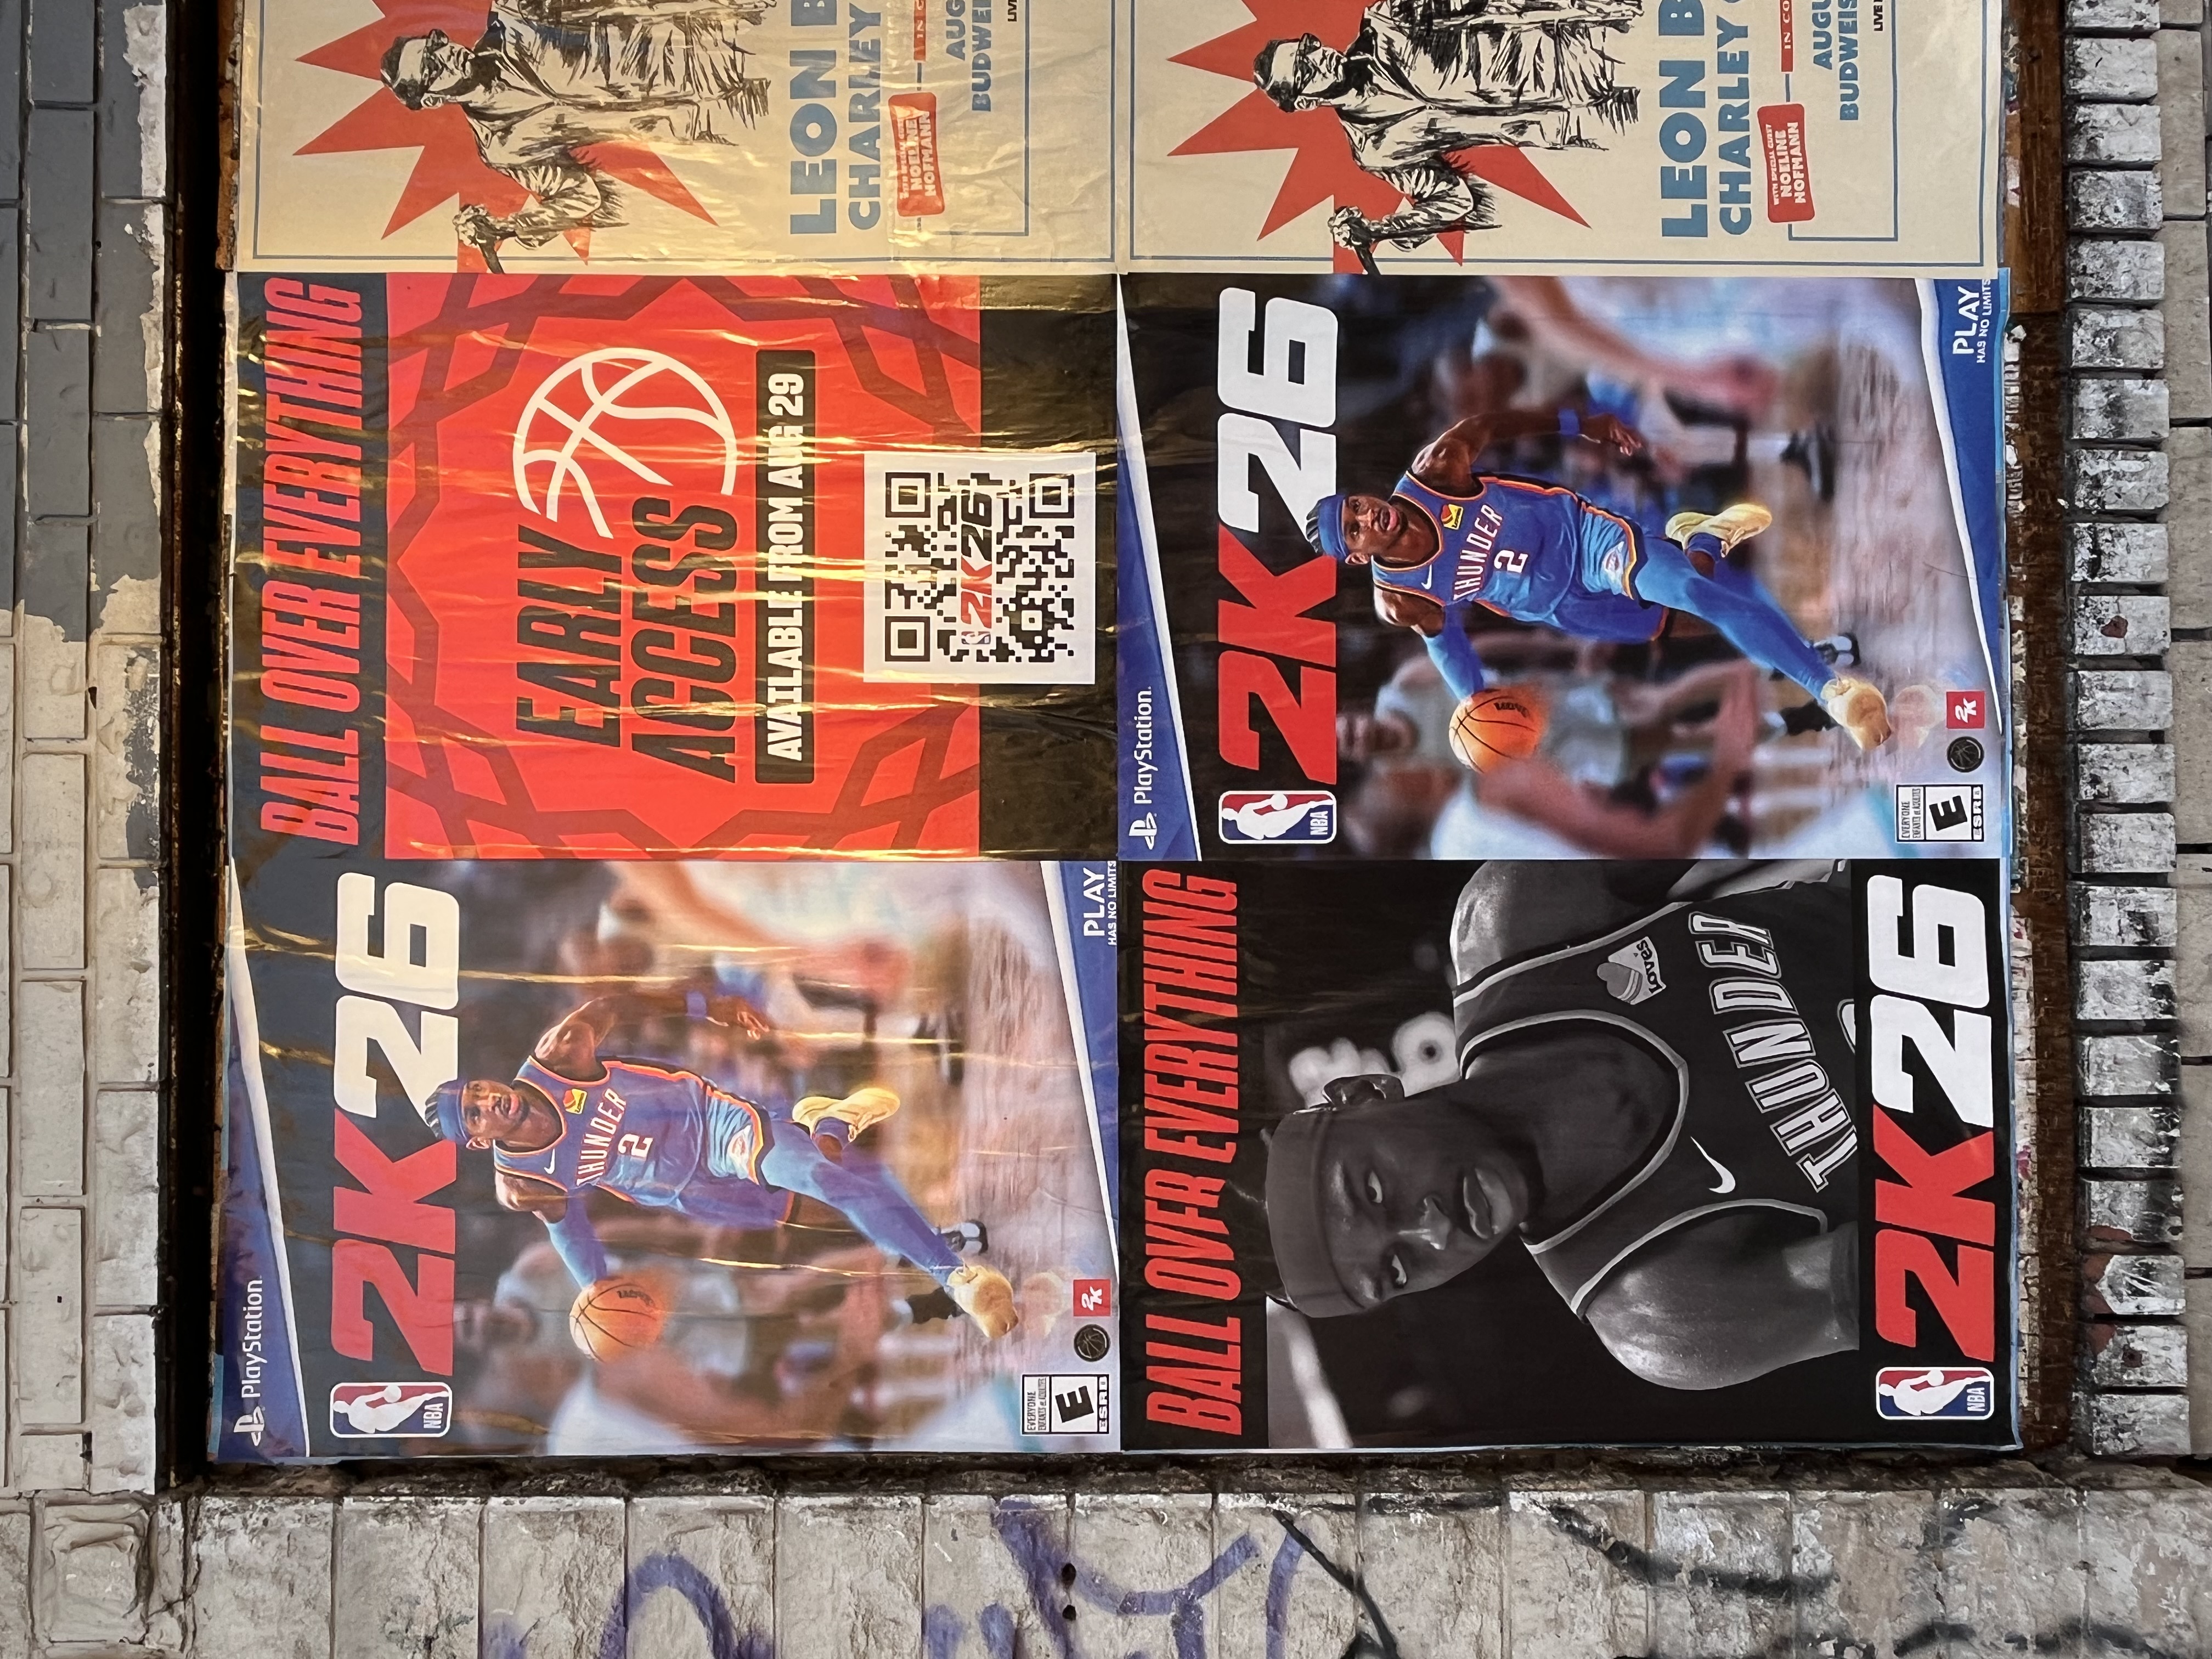 PlayStation
NBA
2K26
THUNDER
2
EVERYONE
ENFANTS et ADULTES
E
ESRB
2K
PLAY
HAS NO LIMITS
BALL OVER EVERYTHING
EARLY
ACCESS
AVAILABLE FROM AUG 29
2K26
LEON B
CHARLEY
WITH SPECIAL GUEST
NOELINE
HOFMANN
IN C
AUG
BUDWEI
LIVE
BALL OVER EVERYTHING
Love's
THUNDER
NBA
2K26
PlayStation
NBA
2K26
THUNDER
2
EVERYONE
ENFANTS et ADULTES
E
ESRB
2K
PLAY
HAS NO LIMITS
LEON B
CHARLEY
WITH SPECIAL GUEST
NOELINE
HOFMANN
IN CO
AUGU
BUDWEIS
LIVE